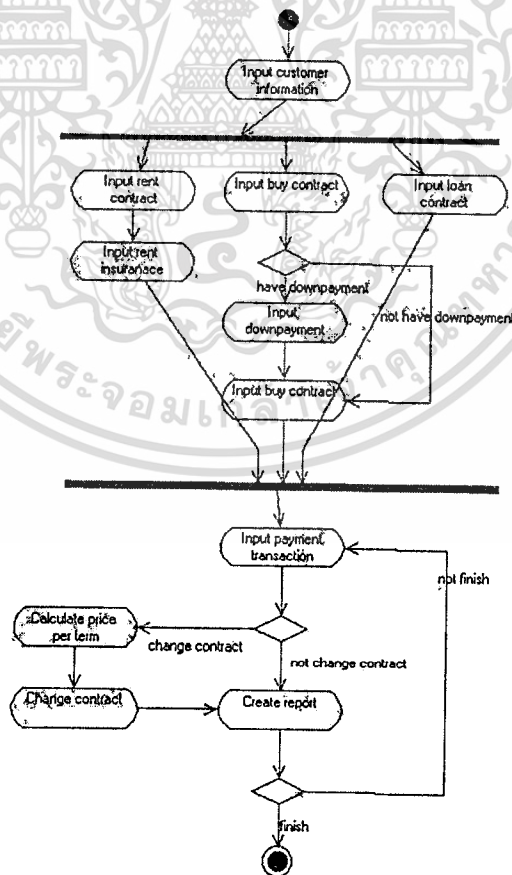 Input customer
information
Input rent
contract
Input buy contract
Input loan
contract
Input rent
insuranace
have downpayment
not have downpayment
Input
downpayment
Input buy contract
Input payment
transaction
not finish
Calculate price
per term
change contract
not change contract
Change contract
Create report
finish